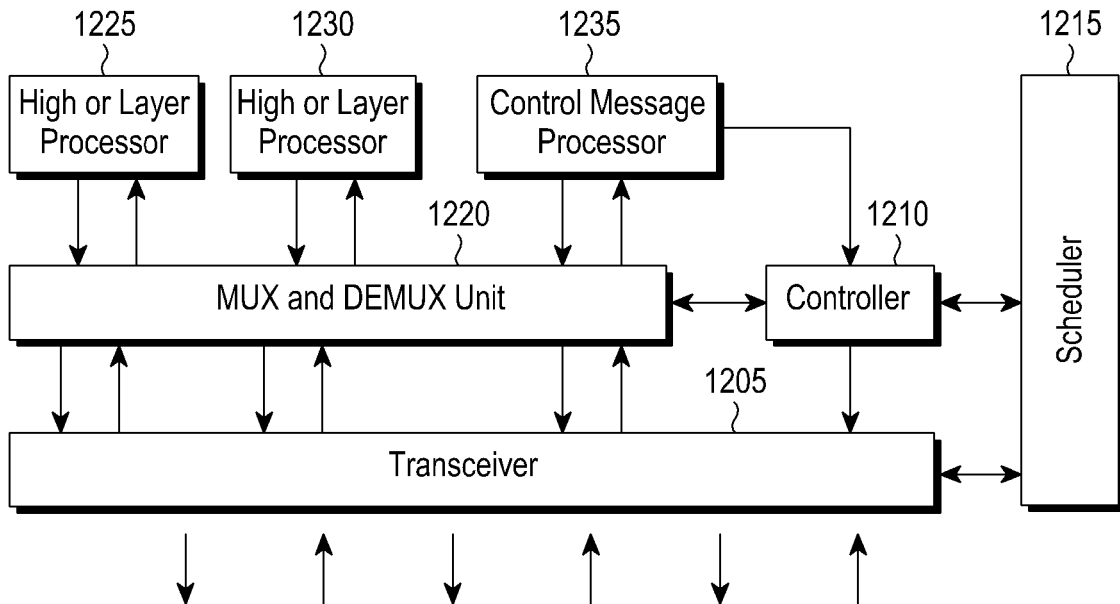 1225
1230
1235
1215
High or Layer
Processor
High or Layer
Processor
Control Message
Processor
1220
1210
MUX and DEMUX Unit
Controller
Scheduler
1205
Transceiver